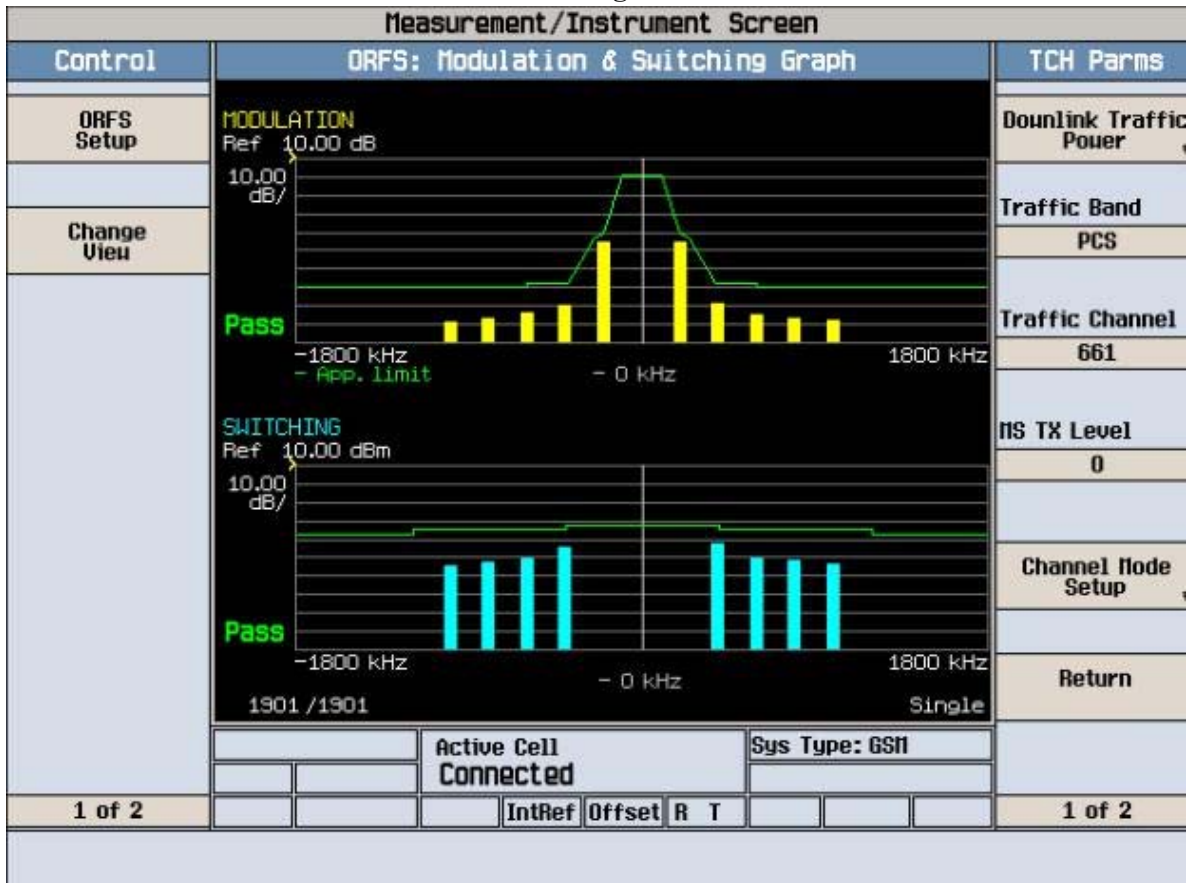 Measurement/Instrument Screen
Control
ORFS: Modulation & Switching Graph
TCH Parms
ORFS
Setup
Change
View
1 of 2
MODULATION
Ref 10.00 dB
10.00
dB/
Pass
-1800 kHz
1800 kHz
- App. limit
- 0 kHz
SWITCHING
Ref 10.00 dBm
10.00
dB/
Pass
-1800 kHz
1800 kHz
- 0 kHz
1901 /1901
Single
Active Cell
Connected
Sys Type: GSM
IntRef
Offset
R T
Downlink Traffic
Power
Traffic Band
PCS
Traffic Channel
661
MS TX Level
0
Channel Mode
Setup
Return
1 of 2